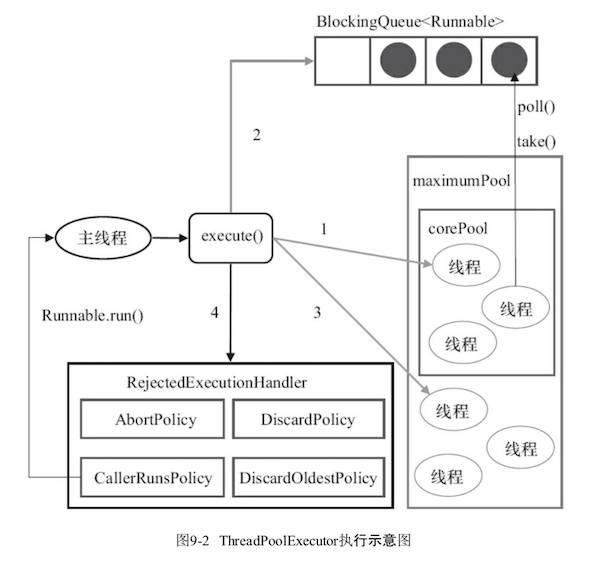 BlockingQueue<Runnable>
poll()
2
take()
maximumPool
corePool
1
主线程
execute()
线程
线程
Runnable.run()
4
3
线程
RejectedExecutionHandler
线程
AbortPolicy
DiscardPolicy
线程
CallerRunsPolicy
DiscardOldestPolicy
线程
图9-2 ThreadPoolExecutor执行示意图